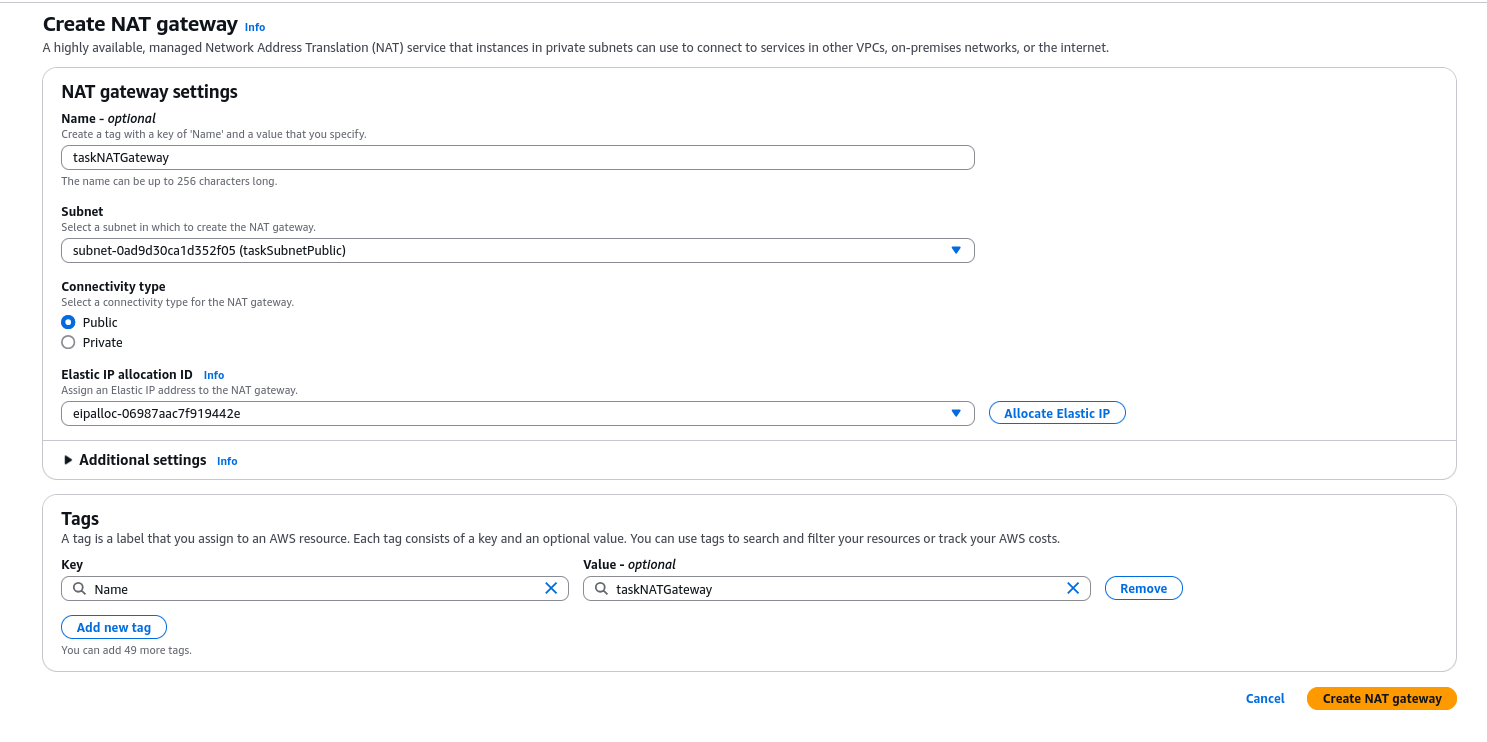 Create NAT gateway Info
A highly available, managed Network Address Translation (NAT) service that instances in private subnets can use to connect to services in other VPCs, on-premises networks, or the internet.
NAT gateway settings
Name - optional
Create a tag with a key of 'Name' and a value that you specify.
taskNATGateway
The name can be up to 256 characters long.
Subnet
Select a subnet in which to create the NAT gateway.
subnet-0ad9d30ca1d352f05 (taskSubnetPublic)
Connectivity type
Select a connectivity type for the NAT gateway.
Public
Private
Elastic IP allocation ID Info
Assign an Elastic IP address to the NAT gateway.
eipalloc-06987aac7f919442e Allocate Elastic IP
Additional settings Info
Tags
A tag is a label that you assign to an AWS resource. Each tag consists of a key and an optional value. You can use tags to search and filter your resources or track your AWS costs.
Key Value - optional
Name taskNATGateway Remove
Add new tag
You can add 49 more tags.
Cancel Create NAT gateway